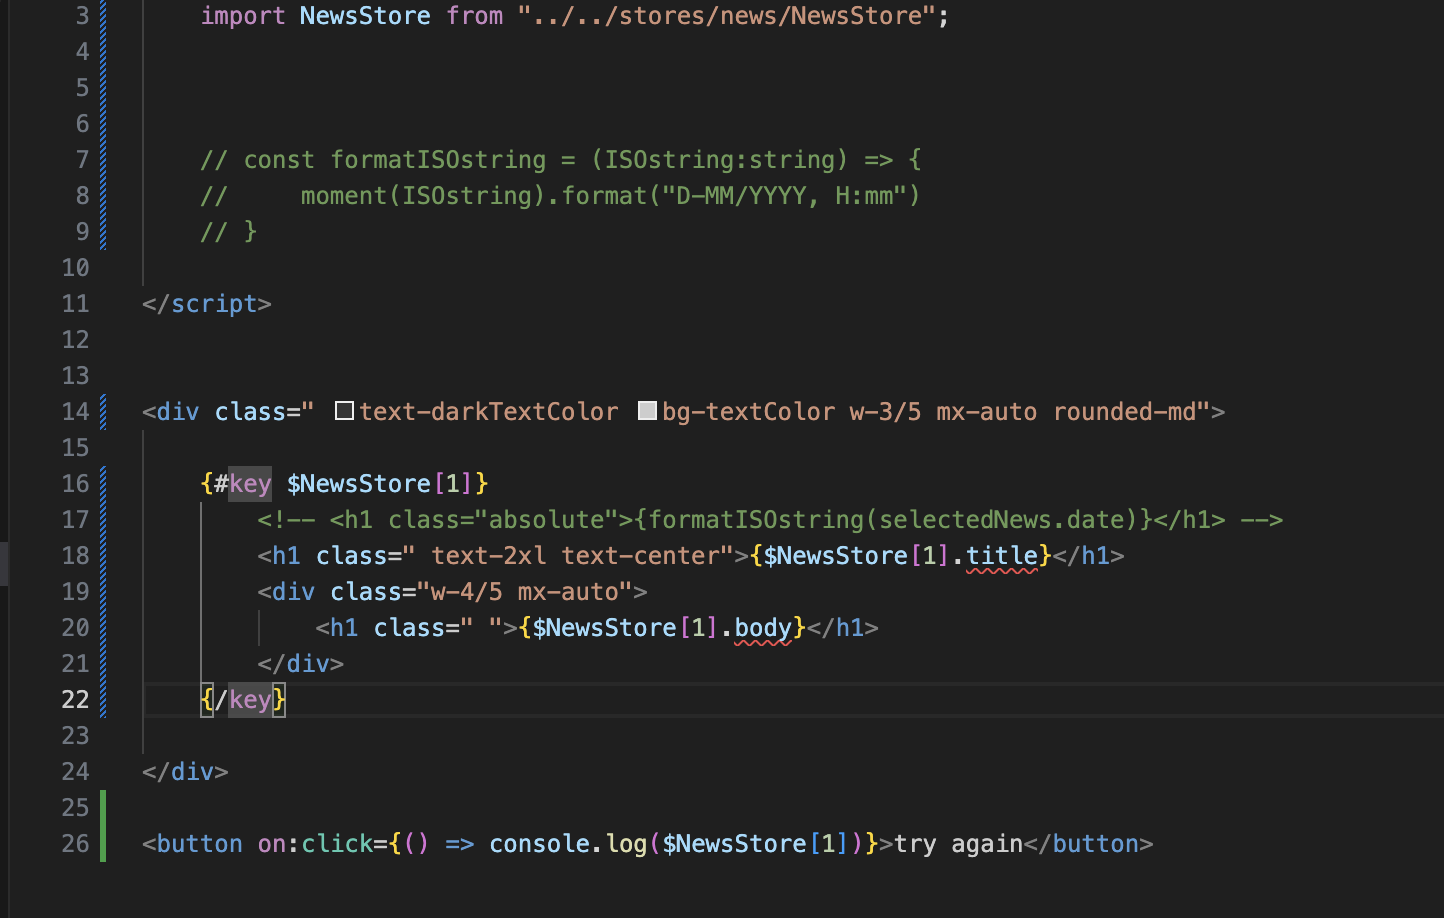 3 import NewsStore from "../../stores/news/NewsStore";
4
5
6
7 // const formatISOstring = (ISOstring:string) => {
8 //     moment(ISOstring).format("D-MM/YYYY, H:mm")
9 // }
10
11 </script>
12
13
14 <div class=" text-darkTextColor bg-textColor w-3/5 mx-auto rounded-md">
15
16 {#key $NewsStore[1]}
17 <!-- <h1 class="absolute">{formatISOstring(selectedNews.date)}</h1> -->
18 <h1 class=" text-2xl text-center">{$NewsStore[1].title}</h1>
19 <div class="w-4/5 mx-auto">
20 <h1 class=" ">{$NewsStore[1].body}</h1>
21 </div>
22 {/key}
23
24 </div>
25
26 <button on:click={() => console.log($NewsStore[1])}>try again</button>